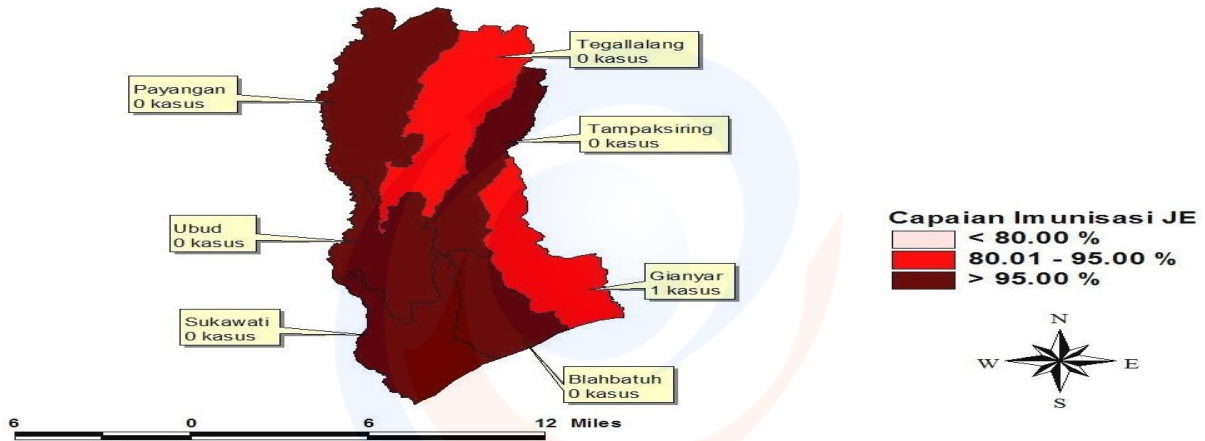 Tegallalang
0 kasus
Payangan
0 kasus
Tampaksiring
0 kasus
Ubud
0 kasus
Gianyar
1 kasus
Sukawati
0 kasus
Blahbatuh
0 kasus
Capaian Imunisasi JE
< 80.00 %
80.01 - 95.00 %
> 95.00 %
N
W E
S
6 0 6 12 Miles